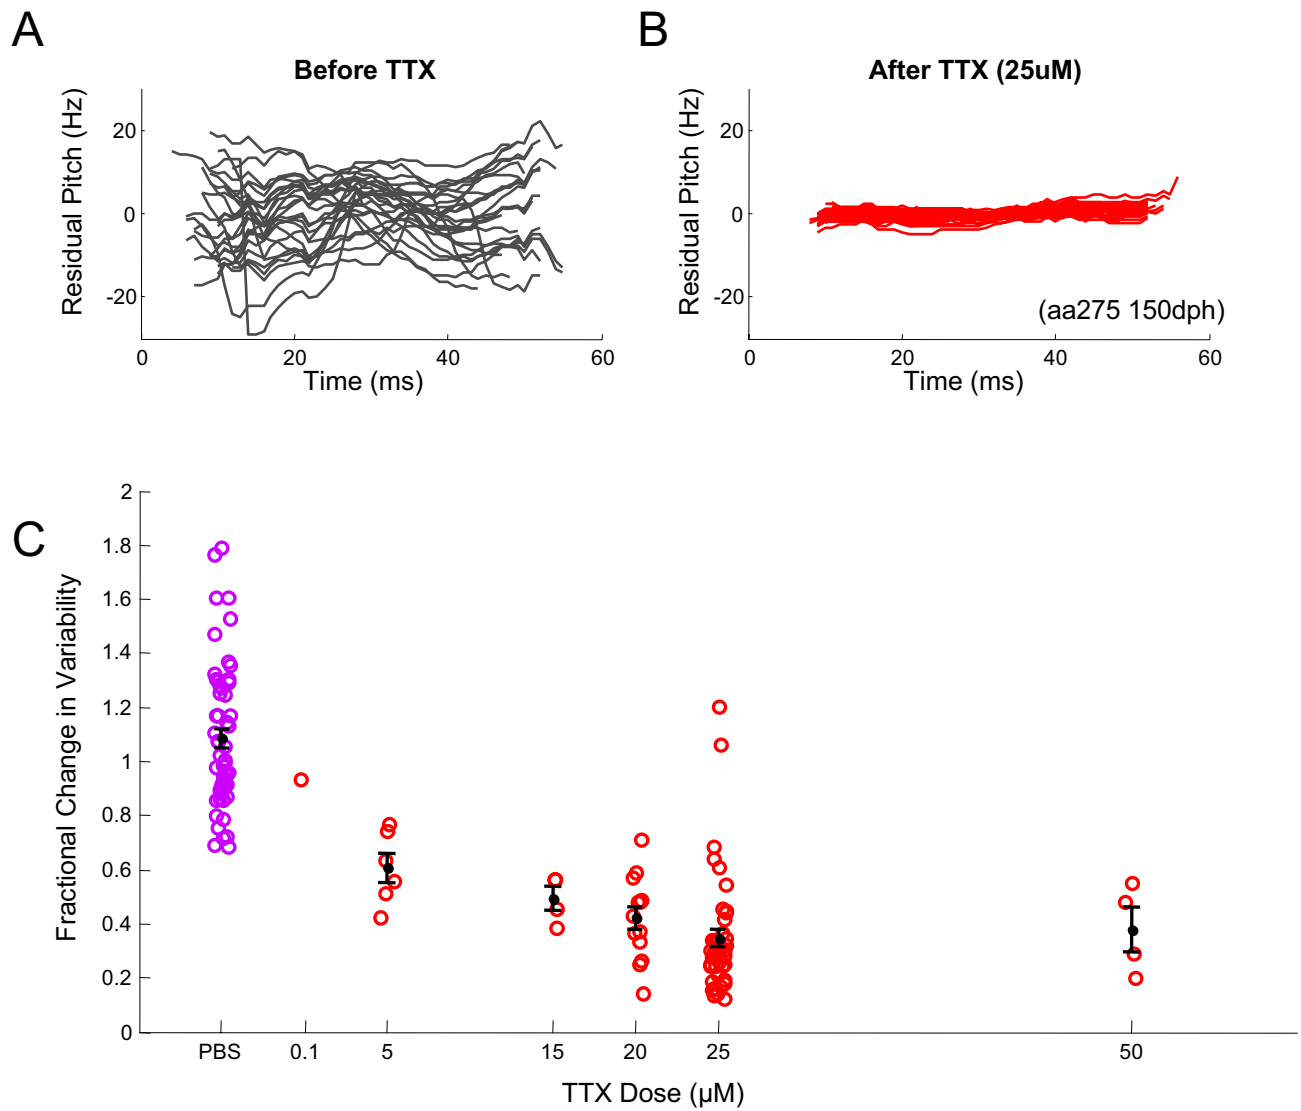 A
B
Before TTX
After TTX (25uM)
Residual Pitch (Hz)
20
0
-20
0
20
40
60
Time (ms)
Residual Pitch (Hz)
20
0
-20
(aa275 150dph)
0
20
40
60
Time (ms)
C
Fractional Change in Variability
2
1.8
1.6
1.4
1.2
1
0.8
0.6
0.4
0.2
0
PBS
0.1
5
15
20
25
50
TTX Dose (µM)